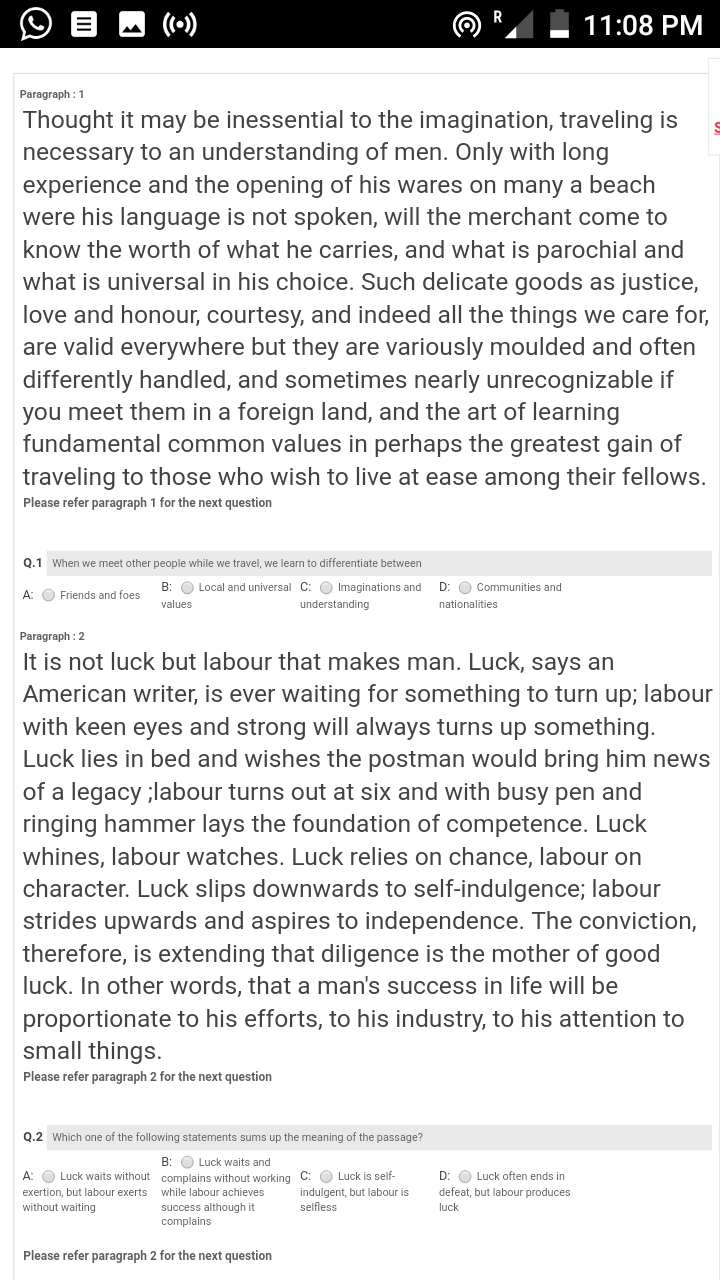 R 11:08 PM
Paragraph : 1
Thought it may be inessential to the imagination, traveling is
necessary to an understanding of men. Only with long
experience and the opening of his wares on many a beach
were his language is not spoken, will the merchant come to
know the worth of what he carries, and what is parochial and
what is universal in his choice. Such delicate goods as justice,
love and honour, courtesy, and indeed all the things we care for,
are valid everywhere but they are variously moulded and often
differently handled, and sometimes nearly unrecognizable if
you meet them in a foreign land, and the art of learning
fundamental common values in perhaps the greatest gain of
traveling to those who wish to live at ease among their fellows.
Please refer paragraph 1 for the next question
Q.1 When we meet other people while we travel, we learn to differentiate between
A: Friends and foes
B: Local and universal
values
C: Imaginations and
understanding
D: Communities and
nationalities
Paragraph : 2
It is not luck but labour that makes man. Luck, says an
American writer, is ever waiting for something to turn up; labour
with keen eyes and strong will always turns up something.
Luck lies in bed and wishes the postman would bring him news
of a legacy ;labour turns out at six and with busy pen and
ringing hammer lays the foundation of competence. Luck
whines, labour watches. Luck relies on chance, labour on
character. Luck slips downwards to self-indulgence; labour
strides upwards and aspires to independence. The conviction,
therefore, is extending that diligence is the mother of good
luck. In other words, that a man's success in life will be
proportionate to his efforts, to his industry, to his attention to
small things.
Please refer paragraph 2 for the next question
Q.2 Which one of the following statements sums up the meaning of the passage?
A: Luck waits without
exertion, but labour exerts
without waiting
B: Luck waits and
complains without working
while labour achieves
success although it
complains
C: Luck is self-
indulgent, but labour is
selfless
D: Luck often ends in
defeat, but labour produces
luck
Please refer paragraph 2 for the next question